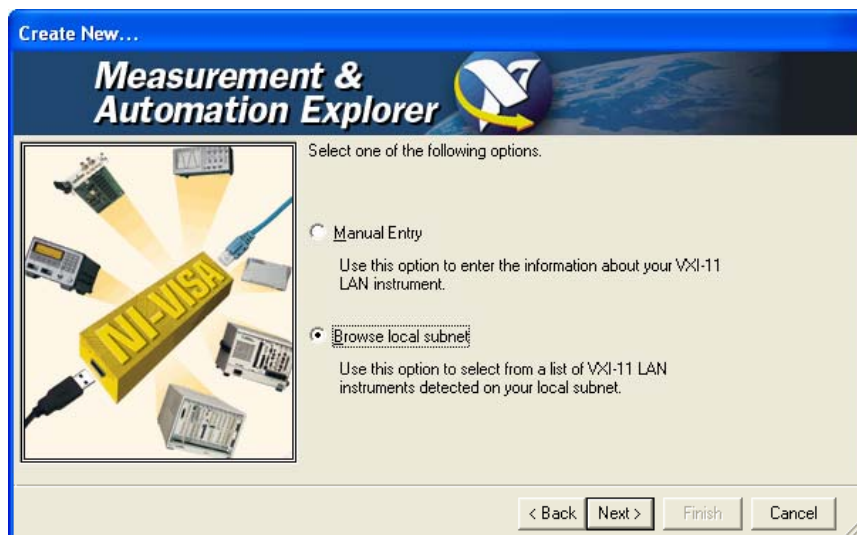 Create New...
Measurement &
Automation Explorer
Select one of the following options.
NI-VISA
Manual Entry
Use this option to enter the information about your VXI-11
LAN instrument.
Browse local subnet
Use this option to select from a list of VXI-11 LAN
instruments detected on your local subnet.
< Back
Next >
Finish
Cancel